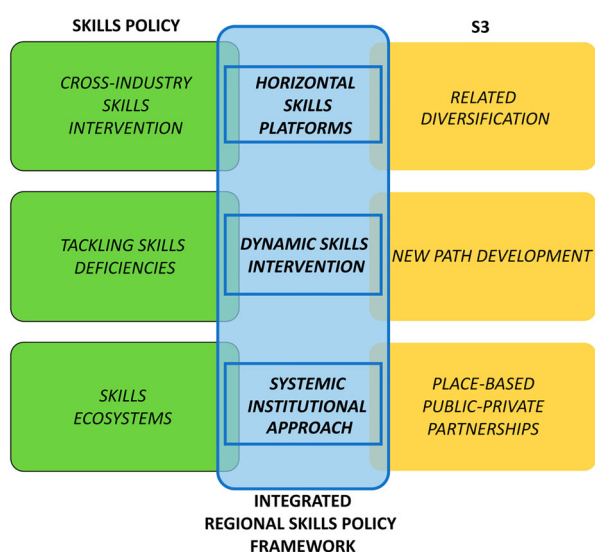 SKILLS POLICY
S3
CROSS-INDUSTRY
SKILLS
INTERVENTION
HORIZONTAL
SKILLS
PLATFORMS
RELATED
DIVERSIFICATION
TACKLING SKILLS
DEFICIENCIES
DYNAMIC SKILLS
INTERVENTION
NEW PATH DEVELOPMENT
SKILLS
ECOSYSTEMS
SYSTEMIC
INSTITUTIONAL
APPROACH
PLACE-BASED
PUBLIC-PRIVATE
PARTNERSHIPS
INTEGRATED
REGIONAL SKILLS POLICY
FRAMEWORK